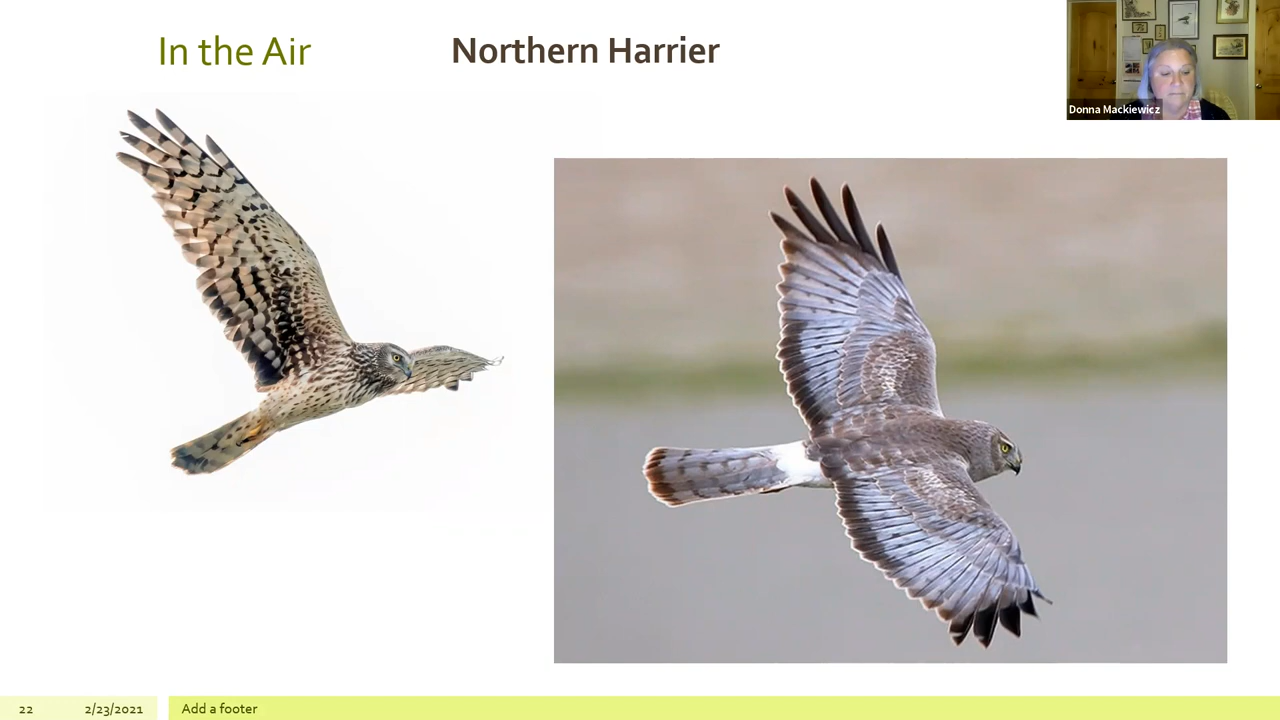 In the Air
Northern Harrier
Donna Mackiewicz
22
2/23/2021
Add a footer